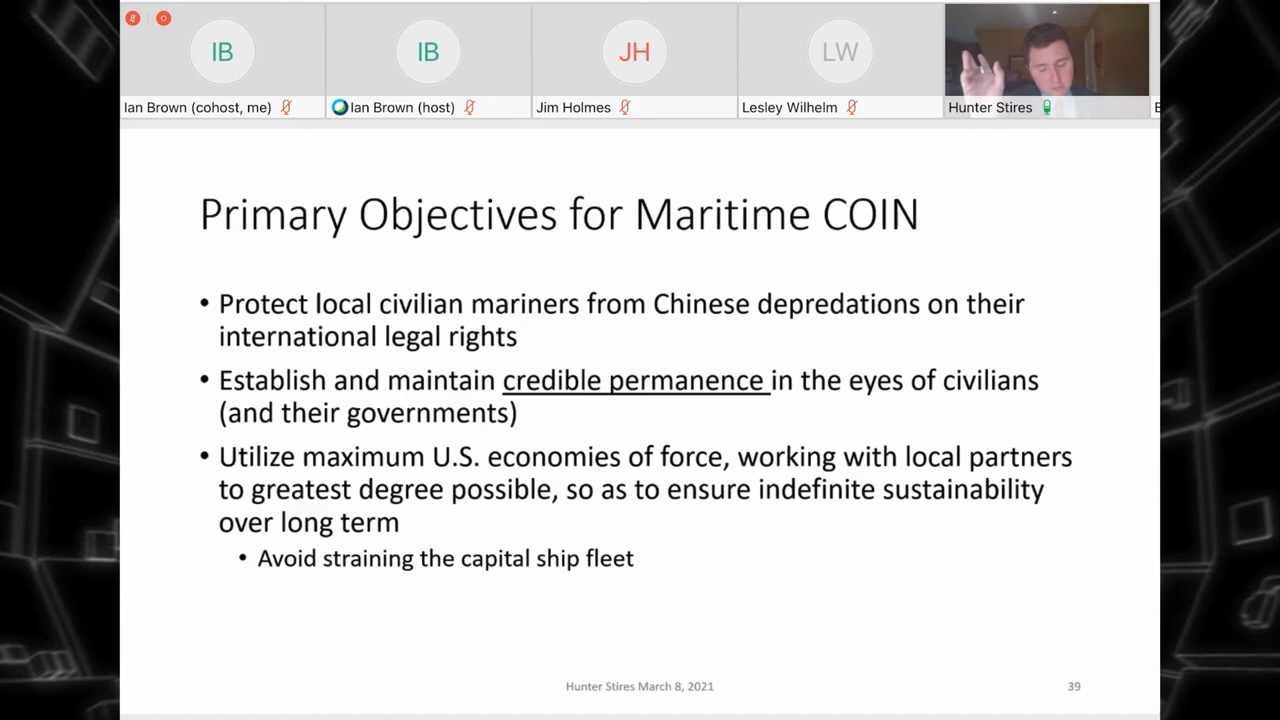 IB
IB
JH
LW
Ian Brown (cohost, me)
Ian Brown (host)
Jim Holmes
Lesley Wilhelm
Hunter Stires
E
Primary Objectives for Maritime COIN
• Protect local civilian mariners from Chinese depredations on their
international legal rights
• Establish and maintain credible permanence in the eyes of civilians
(and their governments)
• Utilize maximum U.S. economies of force, working with local partners
to greatest degree possible, so as to ensure indefinite sustainability
over long term
• Avoid straining the capital ship fleet
Hunter Stires March 8, 2021
39